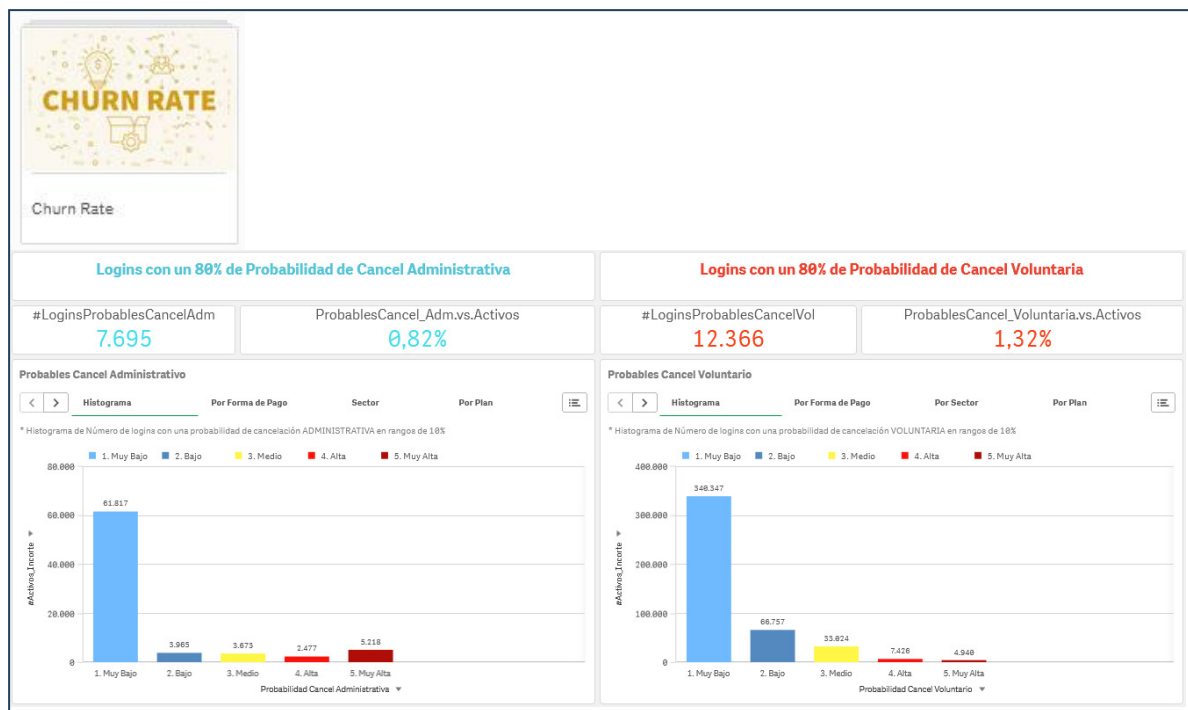 CHURN RATE
Churn Rate
Logins con un 80% de Probabilidad de Cancel Administrativa
Logins con un 80% de Probabilidad de Cancel Voluntaria
#LoginsProbablesCancelAdm
7.695
ProbablesCancel_Adm.vs.Activos
0,82%
#LoginsProbablesCancelVol
12.366
ProbablesCancel_Voluntaria.vs.Activos
1,32%
Probables Cancel Administrativo
Histograma Por Forma de Pago Sector Por Plan
* Histograma de Número de logins con una probabilidad de cancelación ADMINISTRATIVA en rangos de 10%
1. Muy Bajo 2. Bajo 3. Medio 4. Alta 5. Muy Alta
80.000
60.000
40.000
20.000
0
#Activos_Incorte
61.817
3.965
3.673
2.477
5.218
1. Muy Bajo 2. Bajo 3. Medio 4. Alta 5. Muy Alta
Probabilidad Cancel Administrativa
Probables Cancel Voluntario
Histograma Por Forma de Pago Por Sector Por Plan
* Histograma de Número de logins con una probabilidad de cancelación VOLUNTARIA en rangos de 10%
1. Muy Bajo 2. Bajo 3. Medio 4. Alta 5. Muy Alta
400.000
300.000
200.000
100.000
0
#Activos_Incorte
340.347
66.757
33.024
7.426
4.940
1. Muy Bajo 2. Bajo 3. Medio 4. Alta 5. Muy Alta
Probabilidad Cancel Voluntario